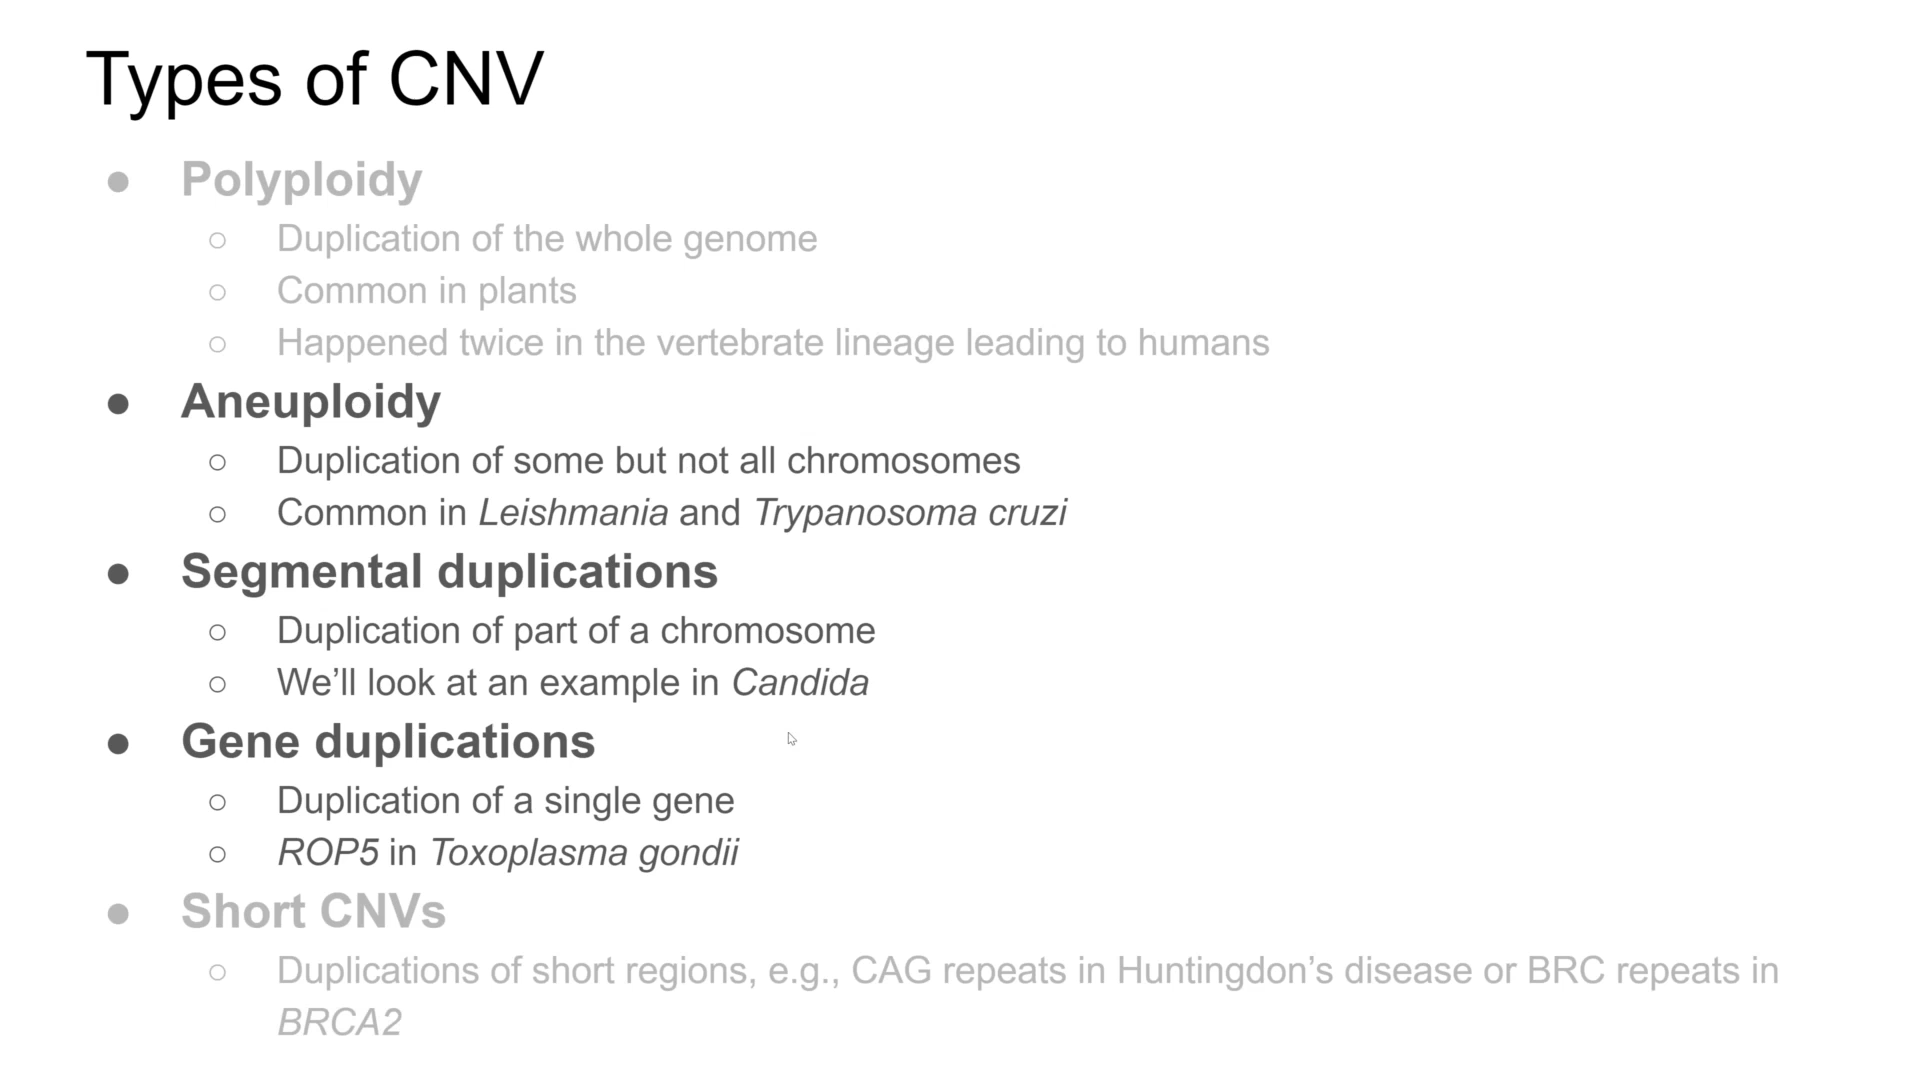 Types of CNV
● Polyploidy
○ Duplication of the whole genome
○ Common in plants
○ Happened twice in the vertebrate lineage leading to humans
● Aneuploidy
○ Duplication of some but not all chromosomes
○ Common in Leishmania and Trypanosoma cruzi
● Segmental duplications
○ Duplication of part of a chromosome
○ We’ll look at an example in Candida
● Gene duplications
○ Duplication of a single gene
○ ROP5 in Toxoplasma gondii
● Short CNVs
○ Duplications of short regions, e.g., CAG repeats in Huntingdon’s disease or BRC repeats in
BRCA2